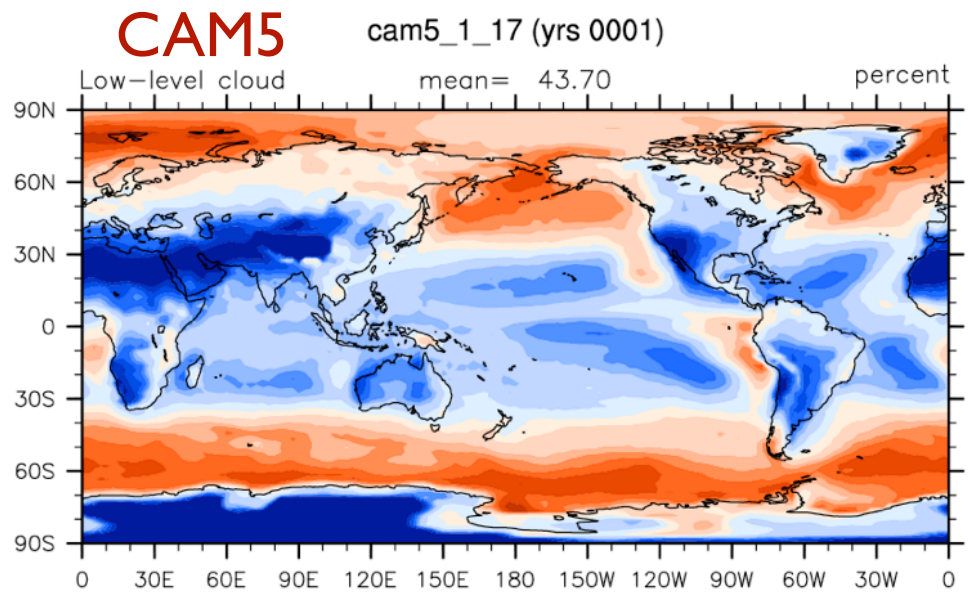 CAM5 cam5_1_17 (yrs 0001)
Low-level cloud mean= 43.70 percent
90N
60N
30N
0
30S
60S
90S
0 30E 60E 90E 120E 150E 180 150W 120W 90W 60W 30W 0